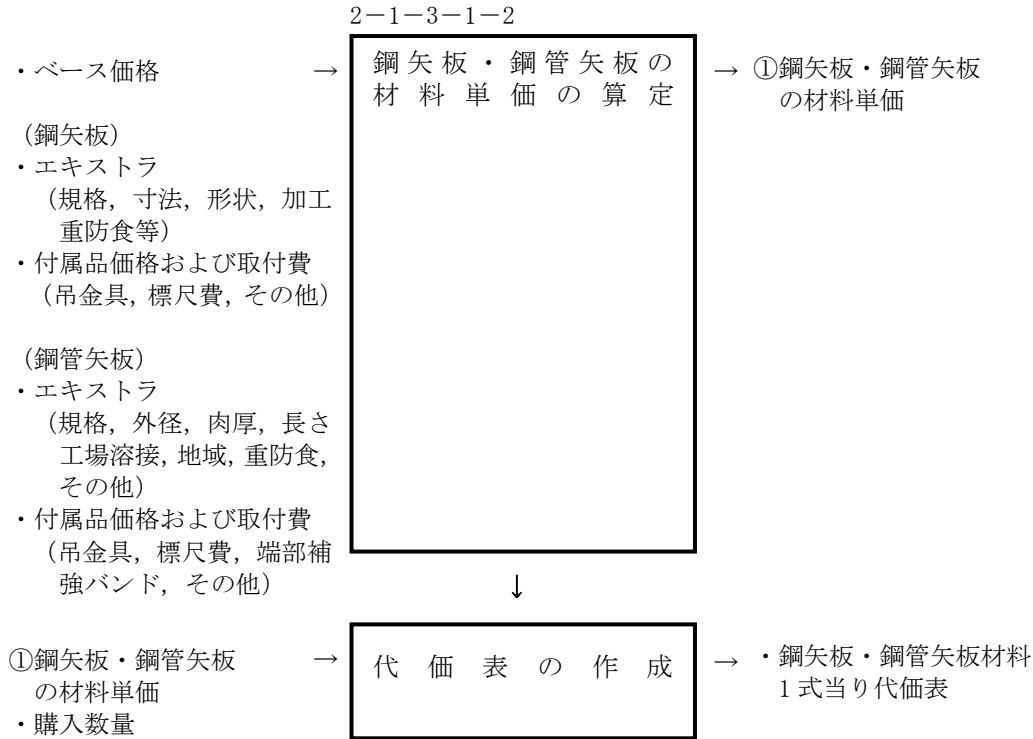 2－1－3－1－2
・ベース価格 →
鋼矢板・鋼管矢板の
材料単価の算定
→ ①鋼矢板・鋼管矢板
の材料単価
（鋼矢板）
・エキストラ
（規格，寸法，形状，加工
重防食等）
・付属品価格および取付費
（吊金具，標尺費，その他）
（鋼管矢板）
・エキストラ
（規格，外径，肉厚，長さ
工場溶接，地域，重防食，
その他）
・付属品価格および取付費
（吊金具，標尺費，端部補
強バンド，その他）
↓
①鋼矢板・鋼管矢板 →
の材料単価
・購入数量
代価表の作成
→ ・鋼矢板・鋼管矢板材料
1式当り代価表